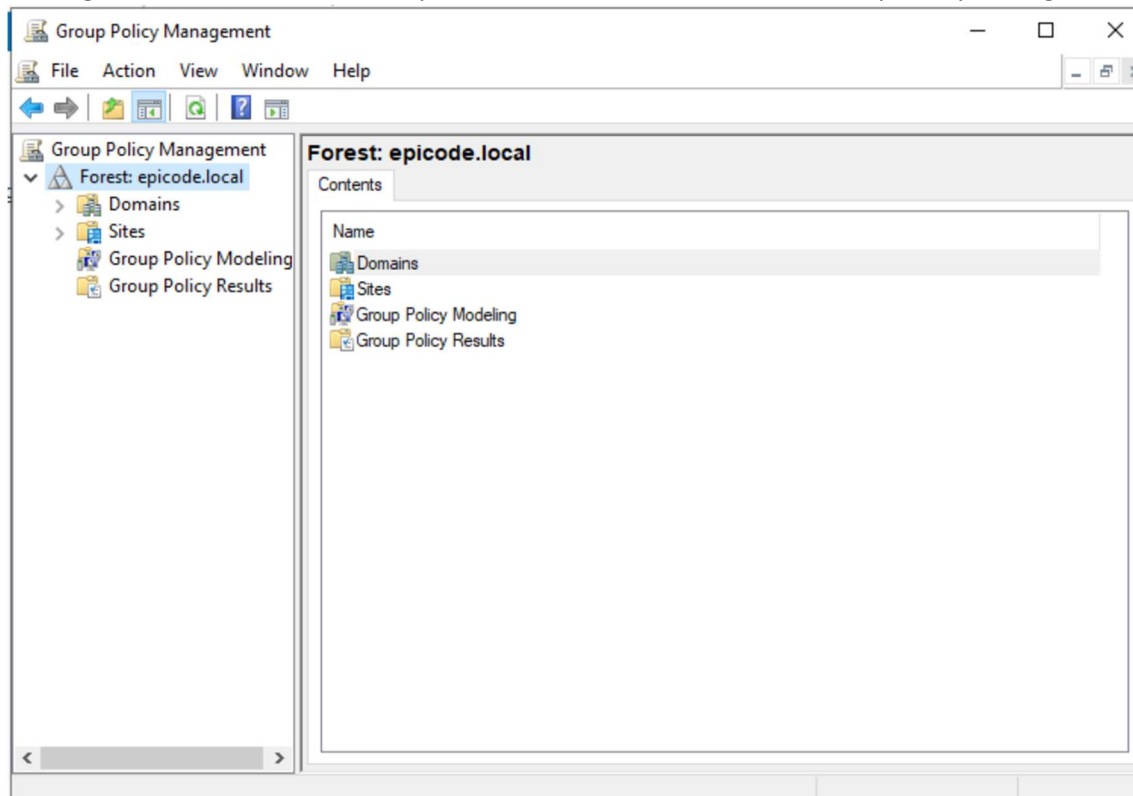 Group Policy Management
File Action View Window Help
Group Policy Management
Forest: epicode.local
Domains
Sites
Group Policy Modeling
Group Policy Results
Forest: epicode.local
Contents
Name
Domains
Sites
Group Policy Modeling
Group Policy Results